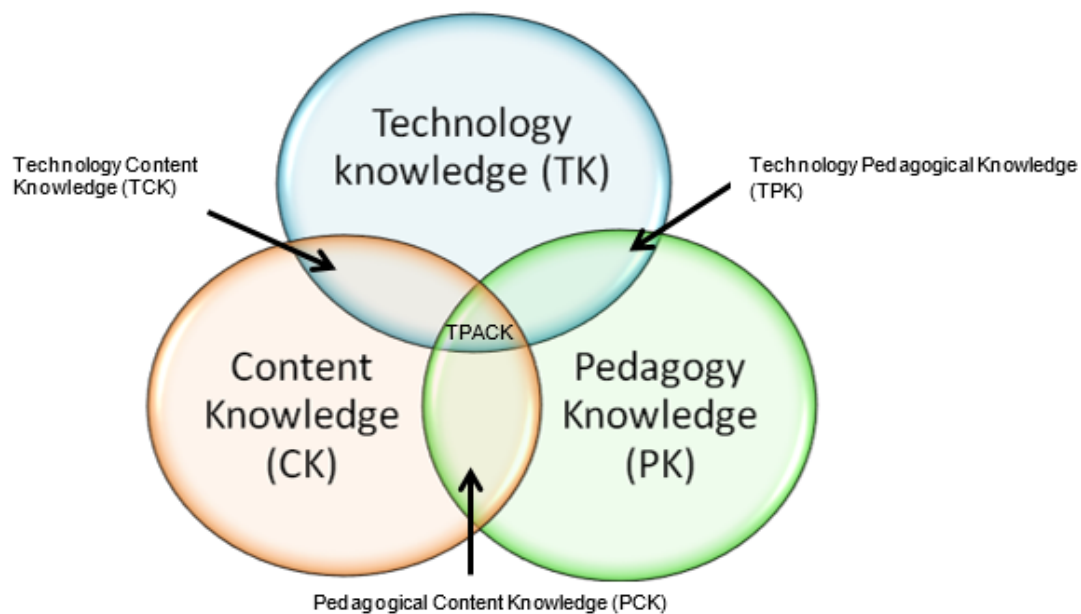 Technology
knowledge (TK)
Technology Content
Knowledge (TCK)
Technology Pedagogical Knowledge
(TPK)
TPACK
Content
Knowledge
(CK)
Pedagogy
Knowledge
(PK)
Pedagogical Content Knowledge (PCK)